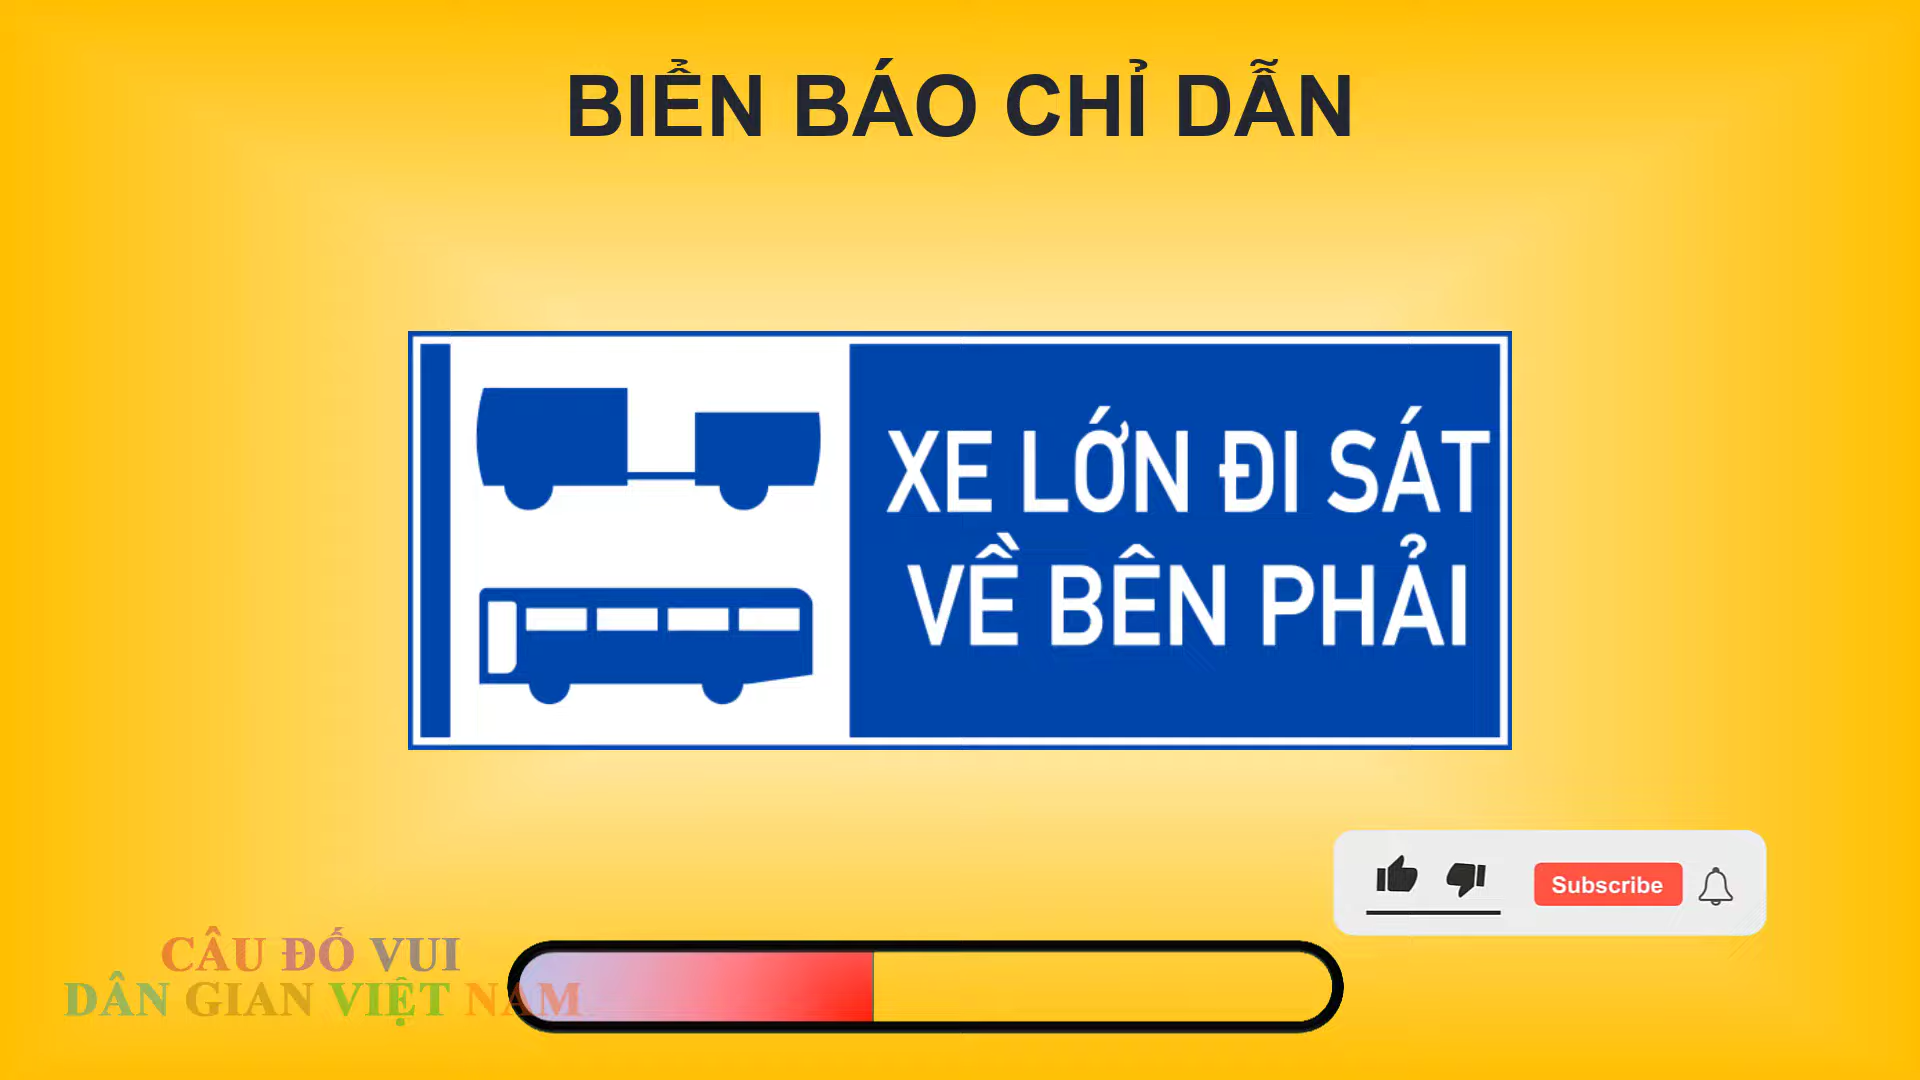 BIỂN BÁO CHỈ DẪN
XE LỚN ĐI SÁT
VỀ BÊN PHẢI
Subscribe
CÂU ĐỐ VUI
DÂN GIAN VIỆT NAM